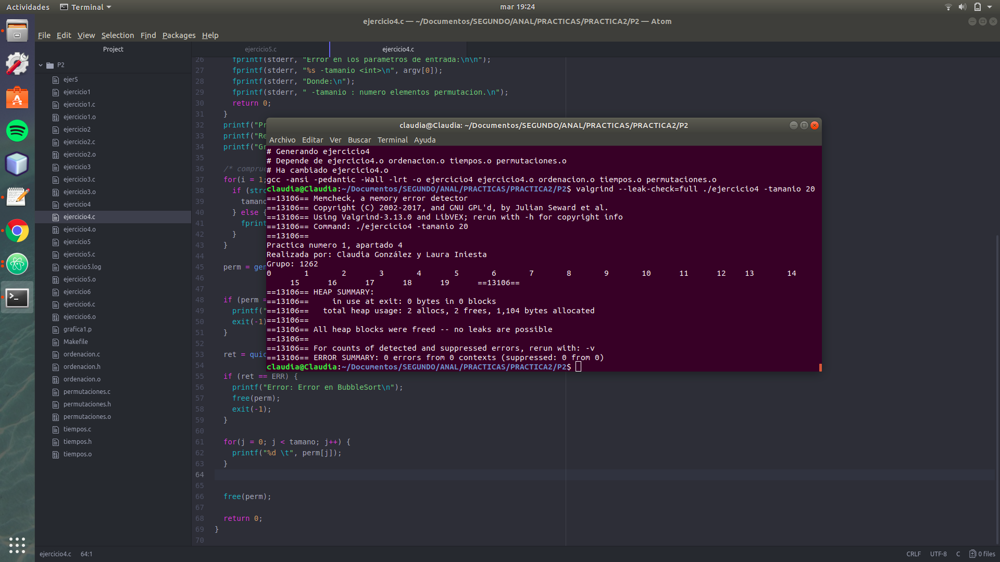 Actividades
Terminal
mar 19:24
ejercicio4.c — ~/Documentos/SEGUNDO/ANAL/PRACTICAS/PRACTICA2/P2 — Atom
File Edit View Selection Find Packages Help
Project
P2
ejer5
ejercicio1
ejercicio1.c
ejercicio1.o
ejercicio2
ejercicio2.c
ejercicio2.o
ejercicio3
ejercicio3.c
ejercicio3.o
ejercicio4
ejercicio4.c
ejercicio4.o
ejercicio5
ejercicio5.c
ejercicio5.log
ejercicio5.o
ejercicio6
ejercicio6.c
ejercicio6.o
grafica1.p
Makefile
ordenacion.c
ordenacion.h
ordenacion.o
permutaciones.c
permutaciones.h
permutaciones.o
tiempos.c
tiempos.h
tiempos.o
ejercicio5.c
ejercicio4.c
26 fprintf(stderr, "Error en los parametros de entrada:\n\n");
27 fprintf(stderr, "%s -tamanio <int>\n", argv[0]);
28 fprintf(stderr, "Donde:\n");
29 fprintf(stderr, " -tamanio : numero elementos permutacion.\n");
30 return 0;
31 }
32 printf("Pr
33 printf("Re
34 printf("Gr
35
36 /* comprue
37 for(i = 1;
38 if (strc
39 tamano
40 } else {
41 fprint
42 }
43 }
44
45 perm = gen
46
47
48 if (perm =
49 printf("
50 exit(-1)
51 }
52
53 ret = quic
54
55 if (ret == ERR) {
56 printf("Error: Error en BubbleSort\n");
57 free(perm);
58 exit(-1);
59 }
60
61 for(j = 0; j < tamano; j++) {
62 printf("%d \t", perm[j]);
63 }
64
65
66 free(perm);
67
68 return 0;
69 }
70
claudia@Claudia: ~/Documentos/SEGUNDO/ANAL/PRACTICAS/PRACTICA2/P2
Archivo Editar Ver Buscar Terminal Ayuda
# Generando ejercicio4
# Depende de ejercicio4.o ordenacion.o tiempos.o permutaciones.o
# Ha cambiado ejercicio4.o
gcc -ansi -pedantic -Wall -lrt -o ejercicio4 ejercicio4.o ordenacion.o tiempos.o permutaciones.o
claudia@Claudia:~/Documentos/SEGUNDO/ANAL/PRACTICAS/PRACTICA2/P2$ valgrind --leak-check=full ./ejercicio4 -tamanio 20
==13106== Memcheck, a memory error detector
==13106== Copyright (C) 2002-2017, and GNU GPL'd, by Julian Seward et al.
==13106== Using Valgrind-3.13.0 and LibVEX; rerun with -h for copyright info
==13106== Command: ./ejercicio4 -tamanio 20
==13106==
Practica numero 1, apartado 4
Realizada por: Claudia González y Laura Iniesta
Grupo: 1262
0 1 2 3 4 5 6 7 8 9 10 11 12 13 14
15 16 17 18 19 ==13106==
==13106== HEAP SUMMARY:
==13106== in use at exit: 0 bytes in 0 blocks
==13106== total heap usage: 2 allocs, 2 frees, 1,104 bytes allocated
==13106==
==13106== All heap blocks were freed -- no leaks are possible
==13106==
==13106== For counts of detected and suppressed errors, rerun with: -v
==13106== ERROR SUMMARY: 0 errors from 0 contexts (suppressed: 0 from 0)
claudia@Claudia:~/Documentos/SEGUNDO/ANAL/PRACTICAS/PRACTICA2/P2$
ejercicio4.c 64:1
CRLF UTF-8 C 0 files